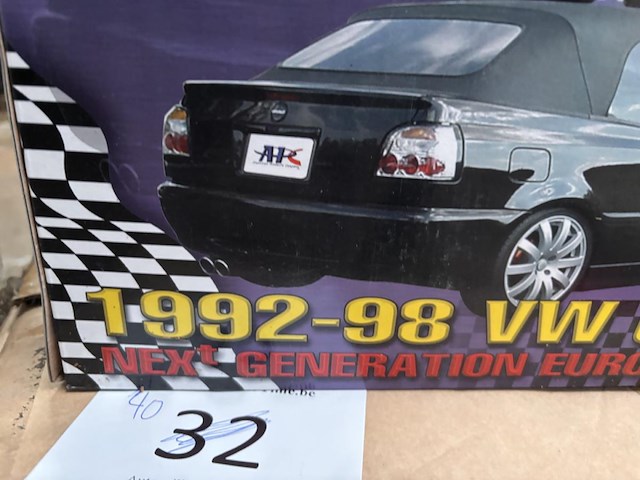 1992-98 VW
NEXt GENERATION EURO
40
32